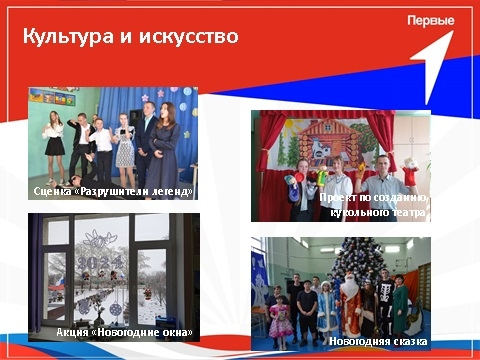 Первые
Культура и искусство
Сценка «Разрушители легенд»
Проект по созданию
кукольного театра
2024
Акция «Новогодние окна»
Новогодняя сказка